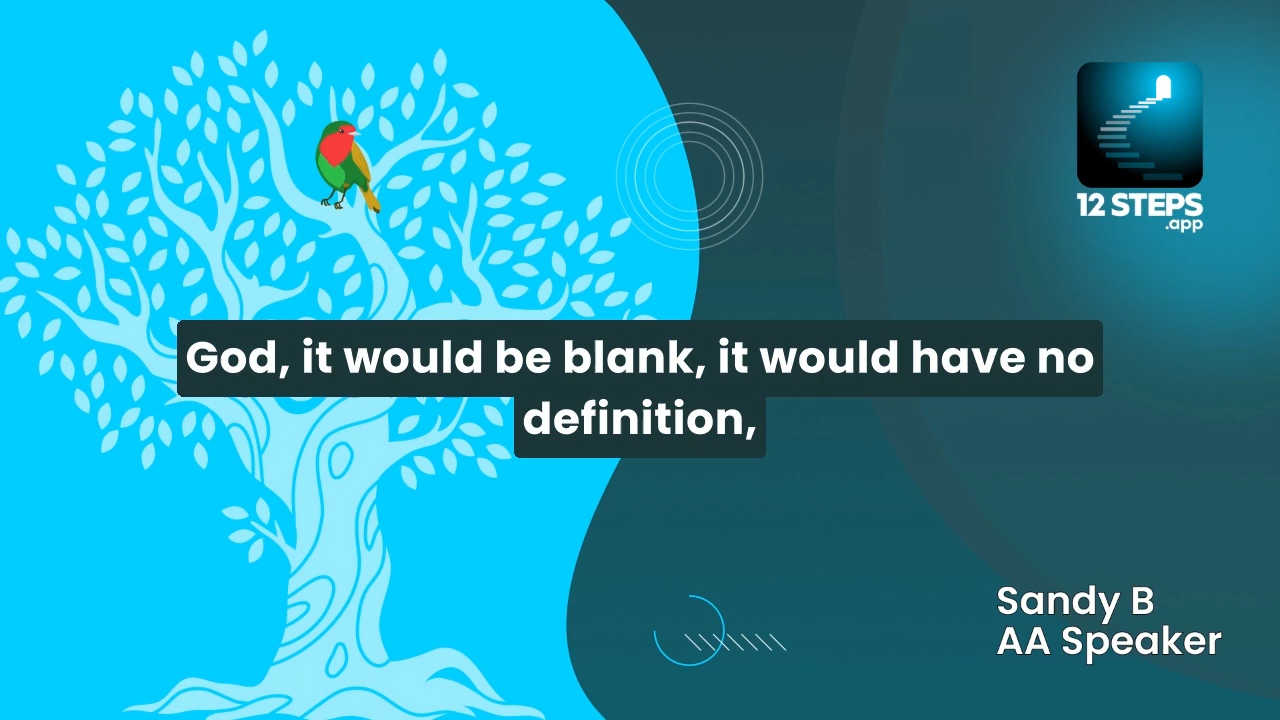 12 STEPS
.app
God, it would be blank, it would have no
definition,
Sandy B
AA Speaker